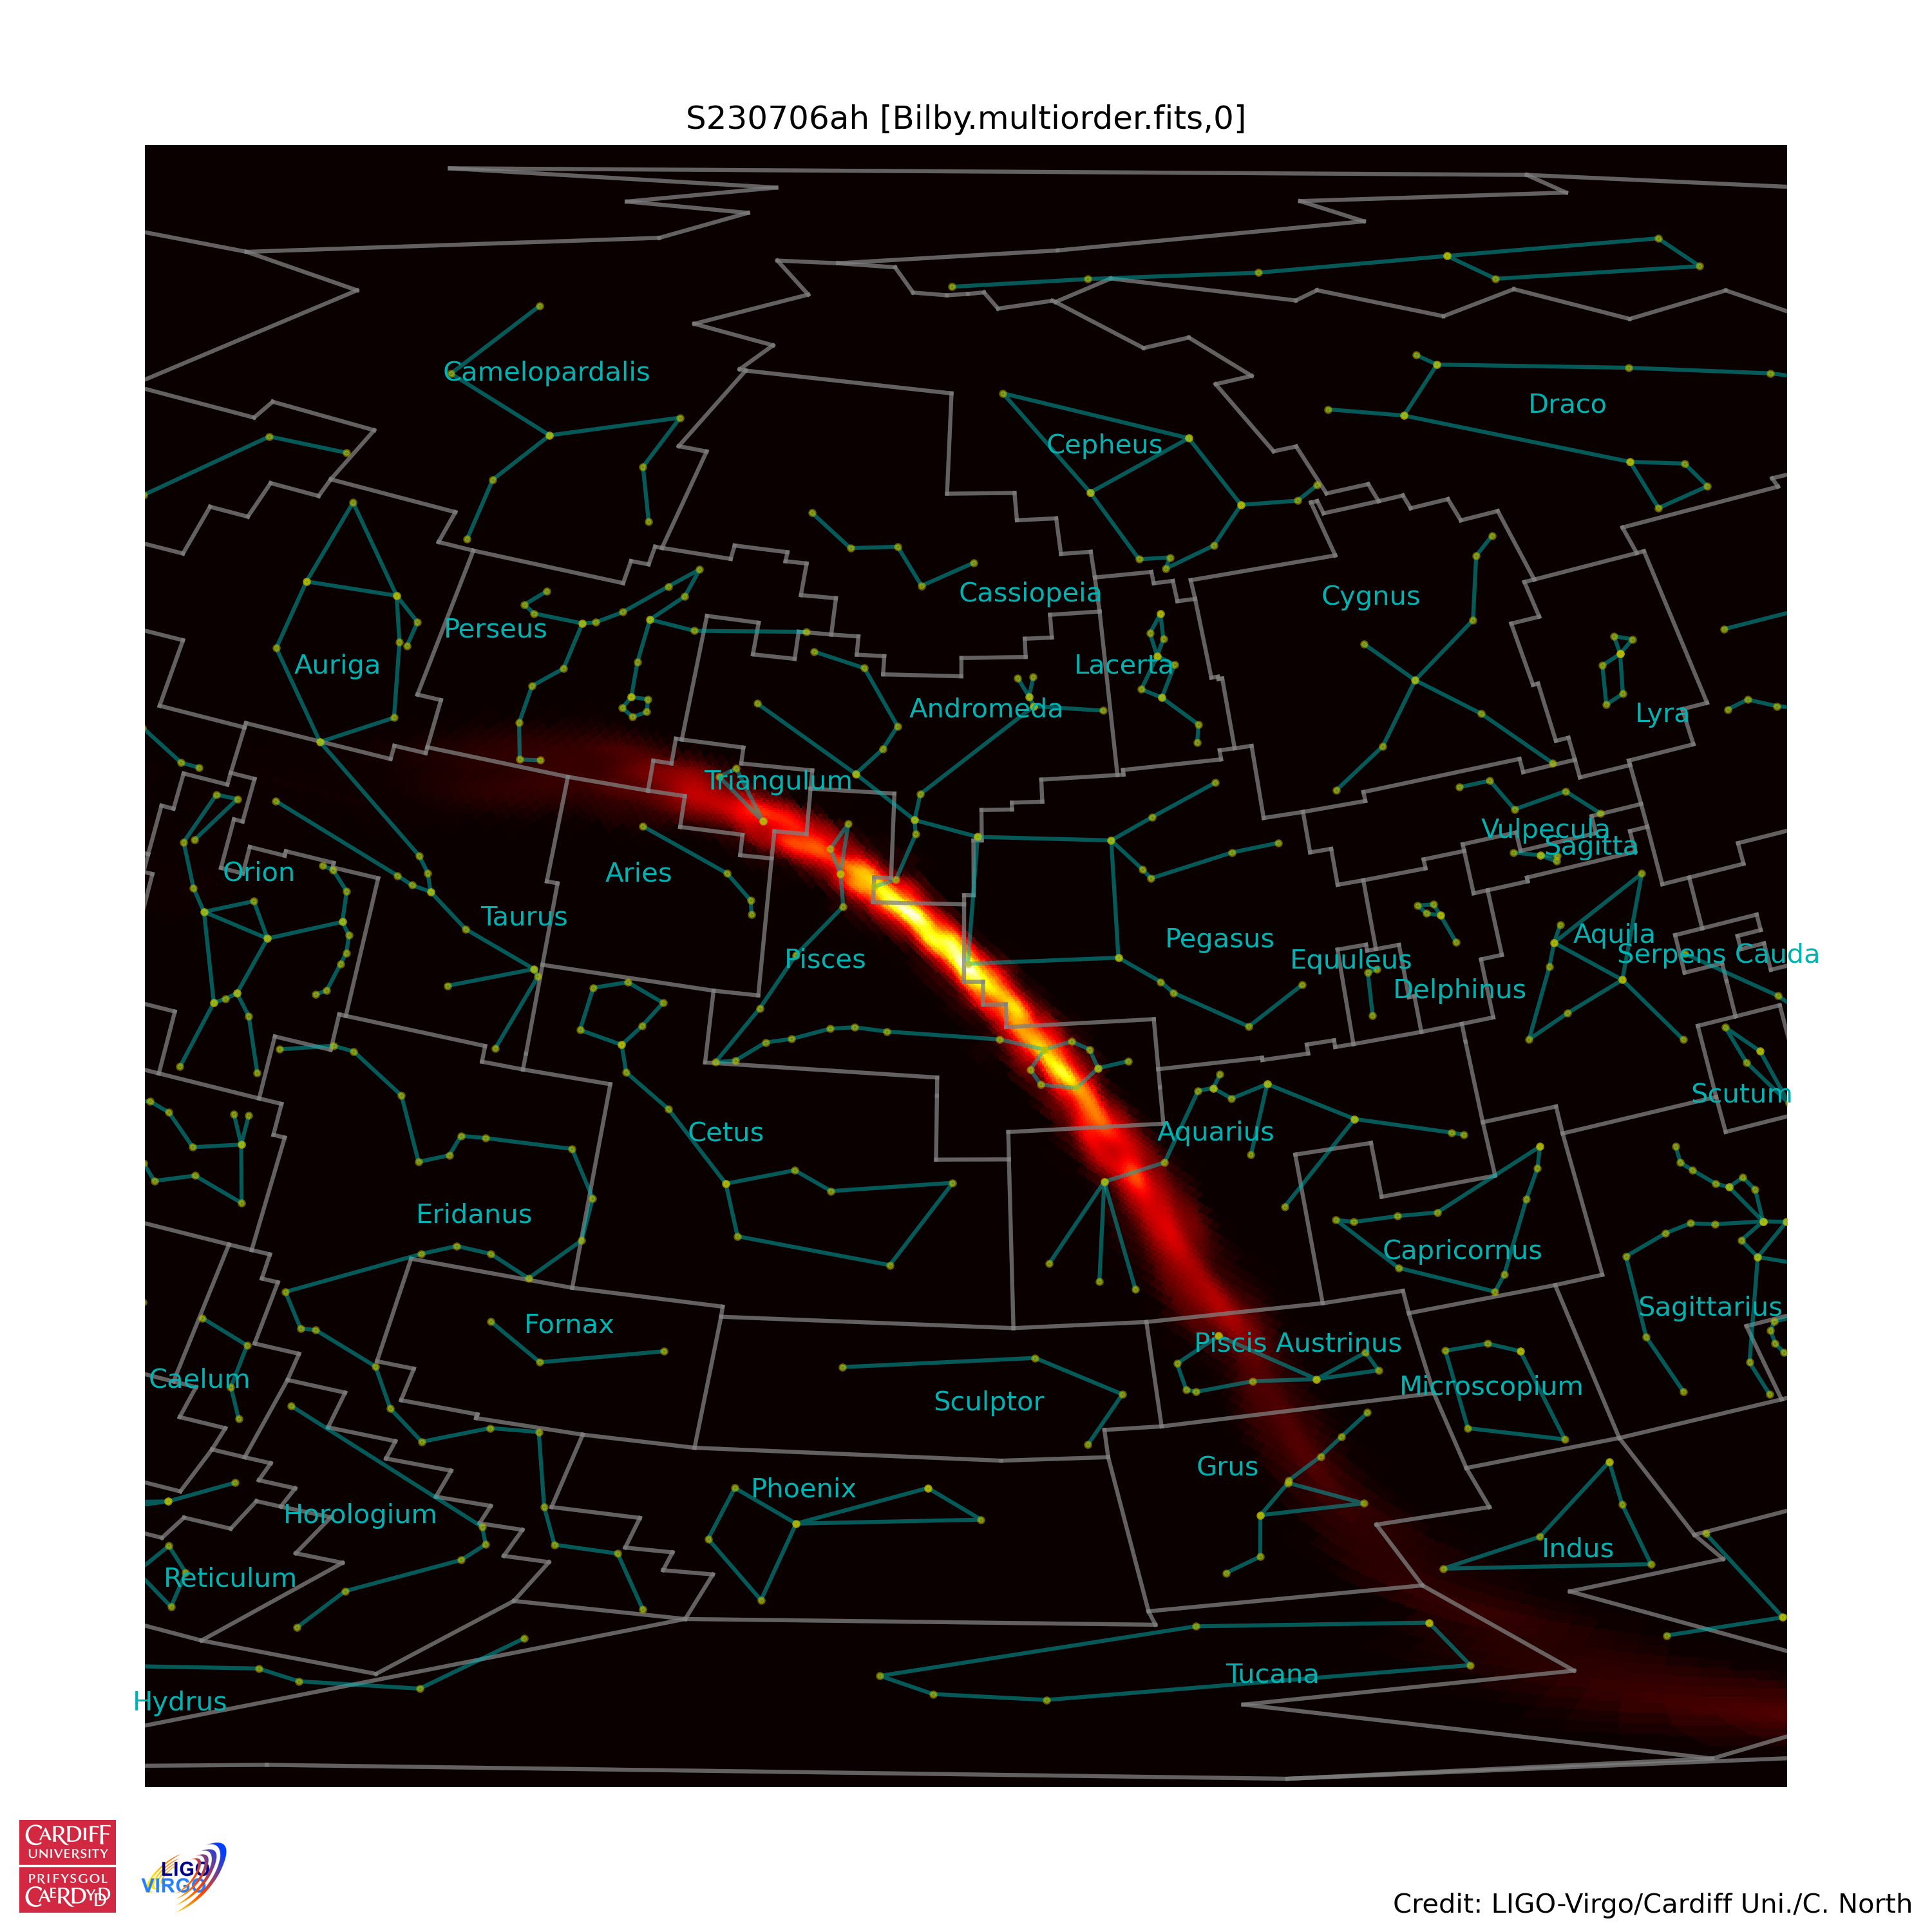 S230706ah [Bilby.multiorder.fits,0]
Camelopardalis
Draco
Cepheus
Cassiopeia
Cygnus
Perseus
Auriga
Lacerta
Andromeda
Lyra
Triangulum
Vulpecula
Sagitta
Orion
Aries
Taurus
Pegasus
Aquila
Serpens Cauda
Pisces
Equuleus
Delphinus
Scutum
Cetus
Aquarius
Eridanus
Capricornus
Sagittarius
Fornax
Piscis Austrinus
Caelum
Microscopium
Sculptor
Grus
Phoenix
Horologium
Indus
Reticulum
Tucana
Hydrus
CARDIFF
UNIVERSITY
PRIFYSGOL
CAERDYDD
LIGO
VIRGO
Credit: LIGO-Virgo/Cardiff Uni./C. North